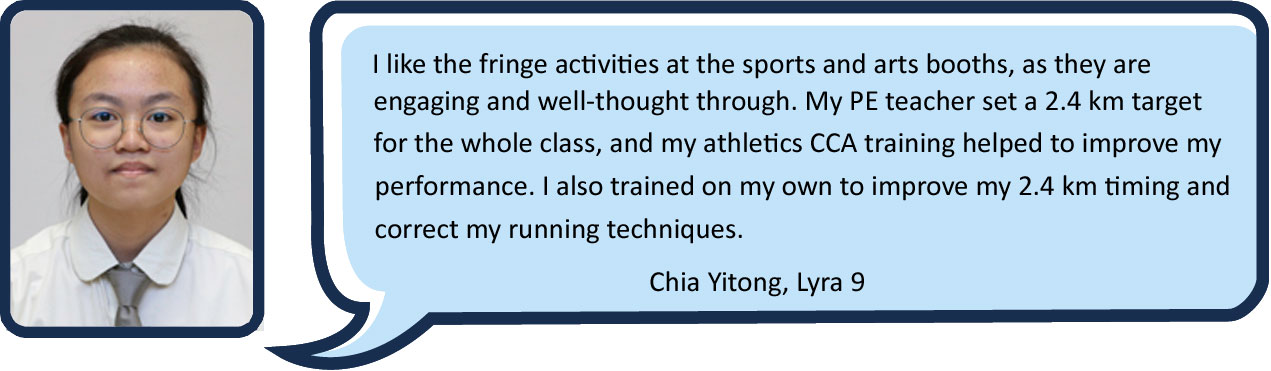 I like the fringe activities at the sports and arts booths, as they are
engaging and well-thought through. My PE teacher set a 2.4 km target
for the whole class, and my athletics CCA training helped to improve my
performance. I also trained on my own to improve my 2.4 km timing and
correct my running techniques.
Chia Yitong, Lyra 9